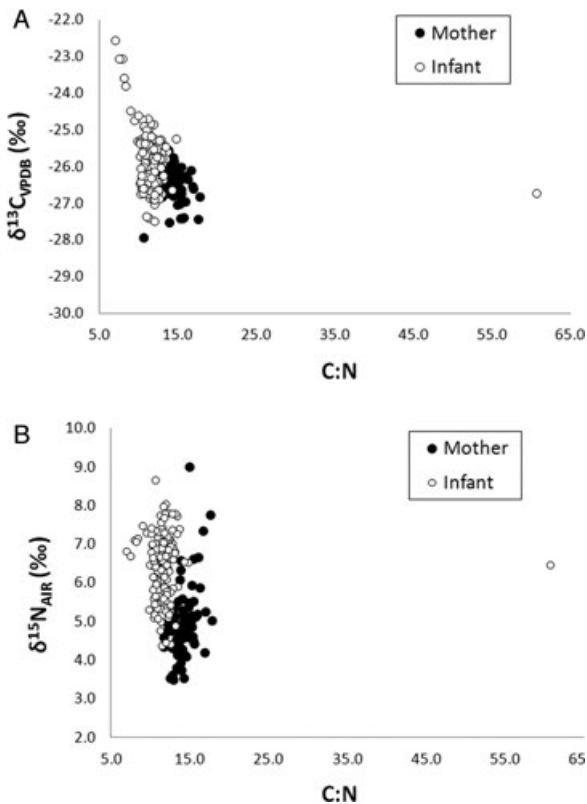 A
Mother
Infant
δ¹³C_VPDB (‰)
-22.0
-23.0
-24.0
-25.0
-26.0
-27.0
-28.0
-29.0
-30.0
5.0 15.0 25.0 35.0 45.0 55.0 65.0
C:N
B
Mother
Infant
δ¹⁵N_AIR (‰)
10.0
9.0
8.0
7.0
6.0
5.0
4.0
3.0
2.0
5.0 15.0 25.0 35.0 45.0 55.0 65
C:N